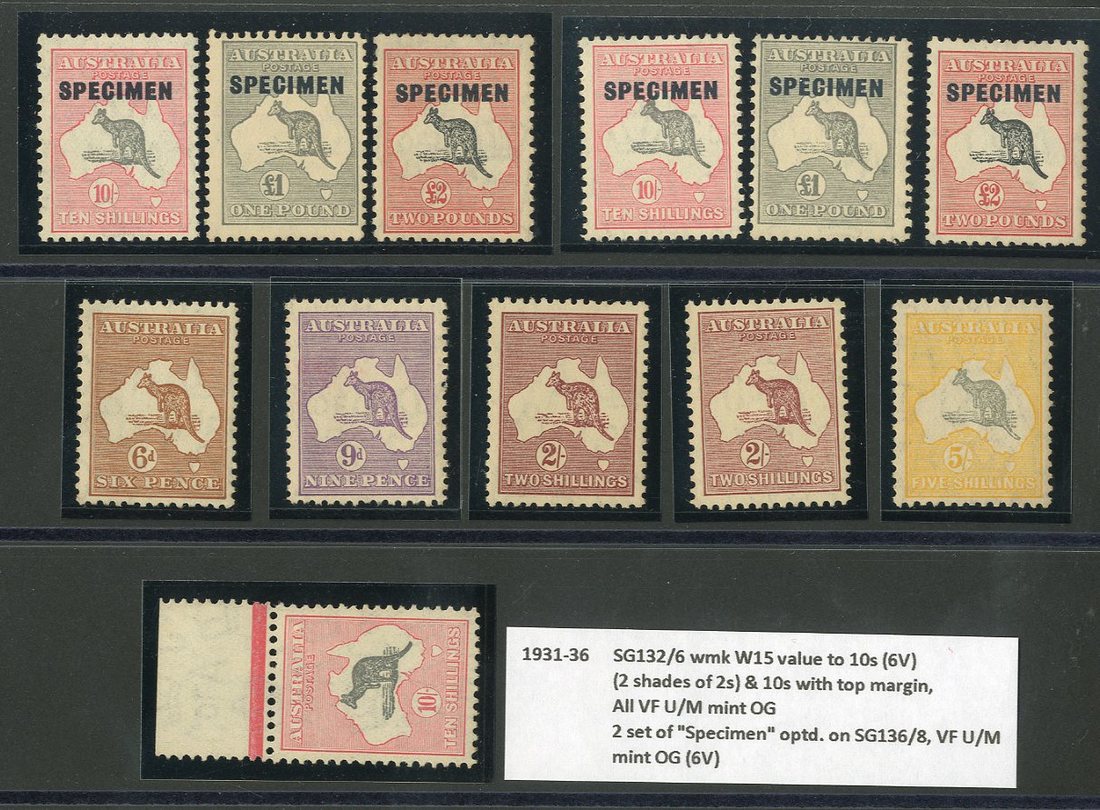 AUSTRALIA
POSTAGE
SPECIMEN
10/-
TEN SHILLINGS
AUSTRALIA
POSTAGE
SPECIMEN
£1
ONE POUND
AUSTRALIA
POSTAGE
SPECIMEN
£2
TWO POUNDS
AUSTRALIA
POSTAGE
SPECIMEN
10/-
TEN SHILLINGS
AUSTRALIA
POSTAGE
SPECIMEN
£1
ONE POUND
AUSTRALIA
POSTAGE
SPECIMEN
£2
TWO POUNDS
AUSTRALIA
POSTAGE
6d
SIX PENCE
AUSTRALIA
POSTAGE
9d
NINE PENCE
AUSTRALIA
POSTAGE
2/-
TWO SHILLINGS
AUSTRALIA
POSTAGE
2/-
TWO SHILLINGS
AUSTRALIA
POSTAGE
5/-
FIVE SHILLINGS
AUSTRALIA
POSTAGE
10/-
TEN SHILLINGS
1931-36 SG132/6 wmk W15 value to 10s (6V)
(2 shades of 2s) & 10s with top margin,
All VF U/M mint OG
2 set of "Specimen" optd. on SG136/8, VF U/M
mint OG (6V)